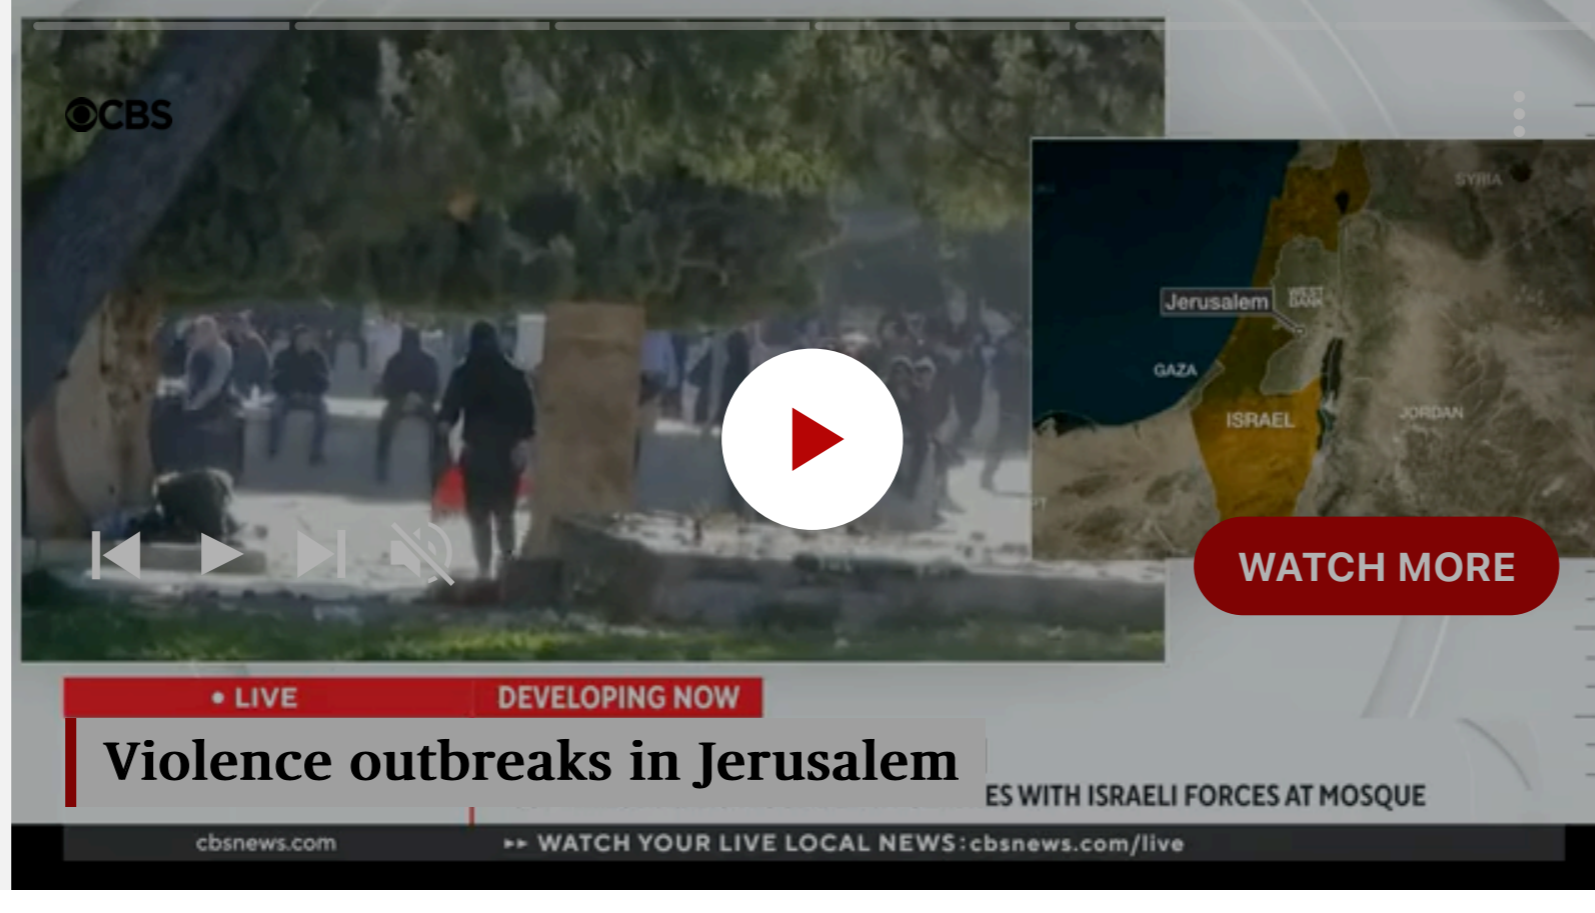 CBS
SYRIA
Jerusalem
WEST
BANK
GAZA
ISRAEL
JORDAN
WATCH MORE
• LIVE
DEVELOPING NOW
Violence outbreaks in Jerusalem
WITH ISRAELI FORCES AT MOSQUE
cbsnews.com
WATCH YOUR LIVE LOCAL NEWS:cbsnews.com/live